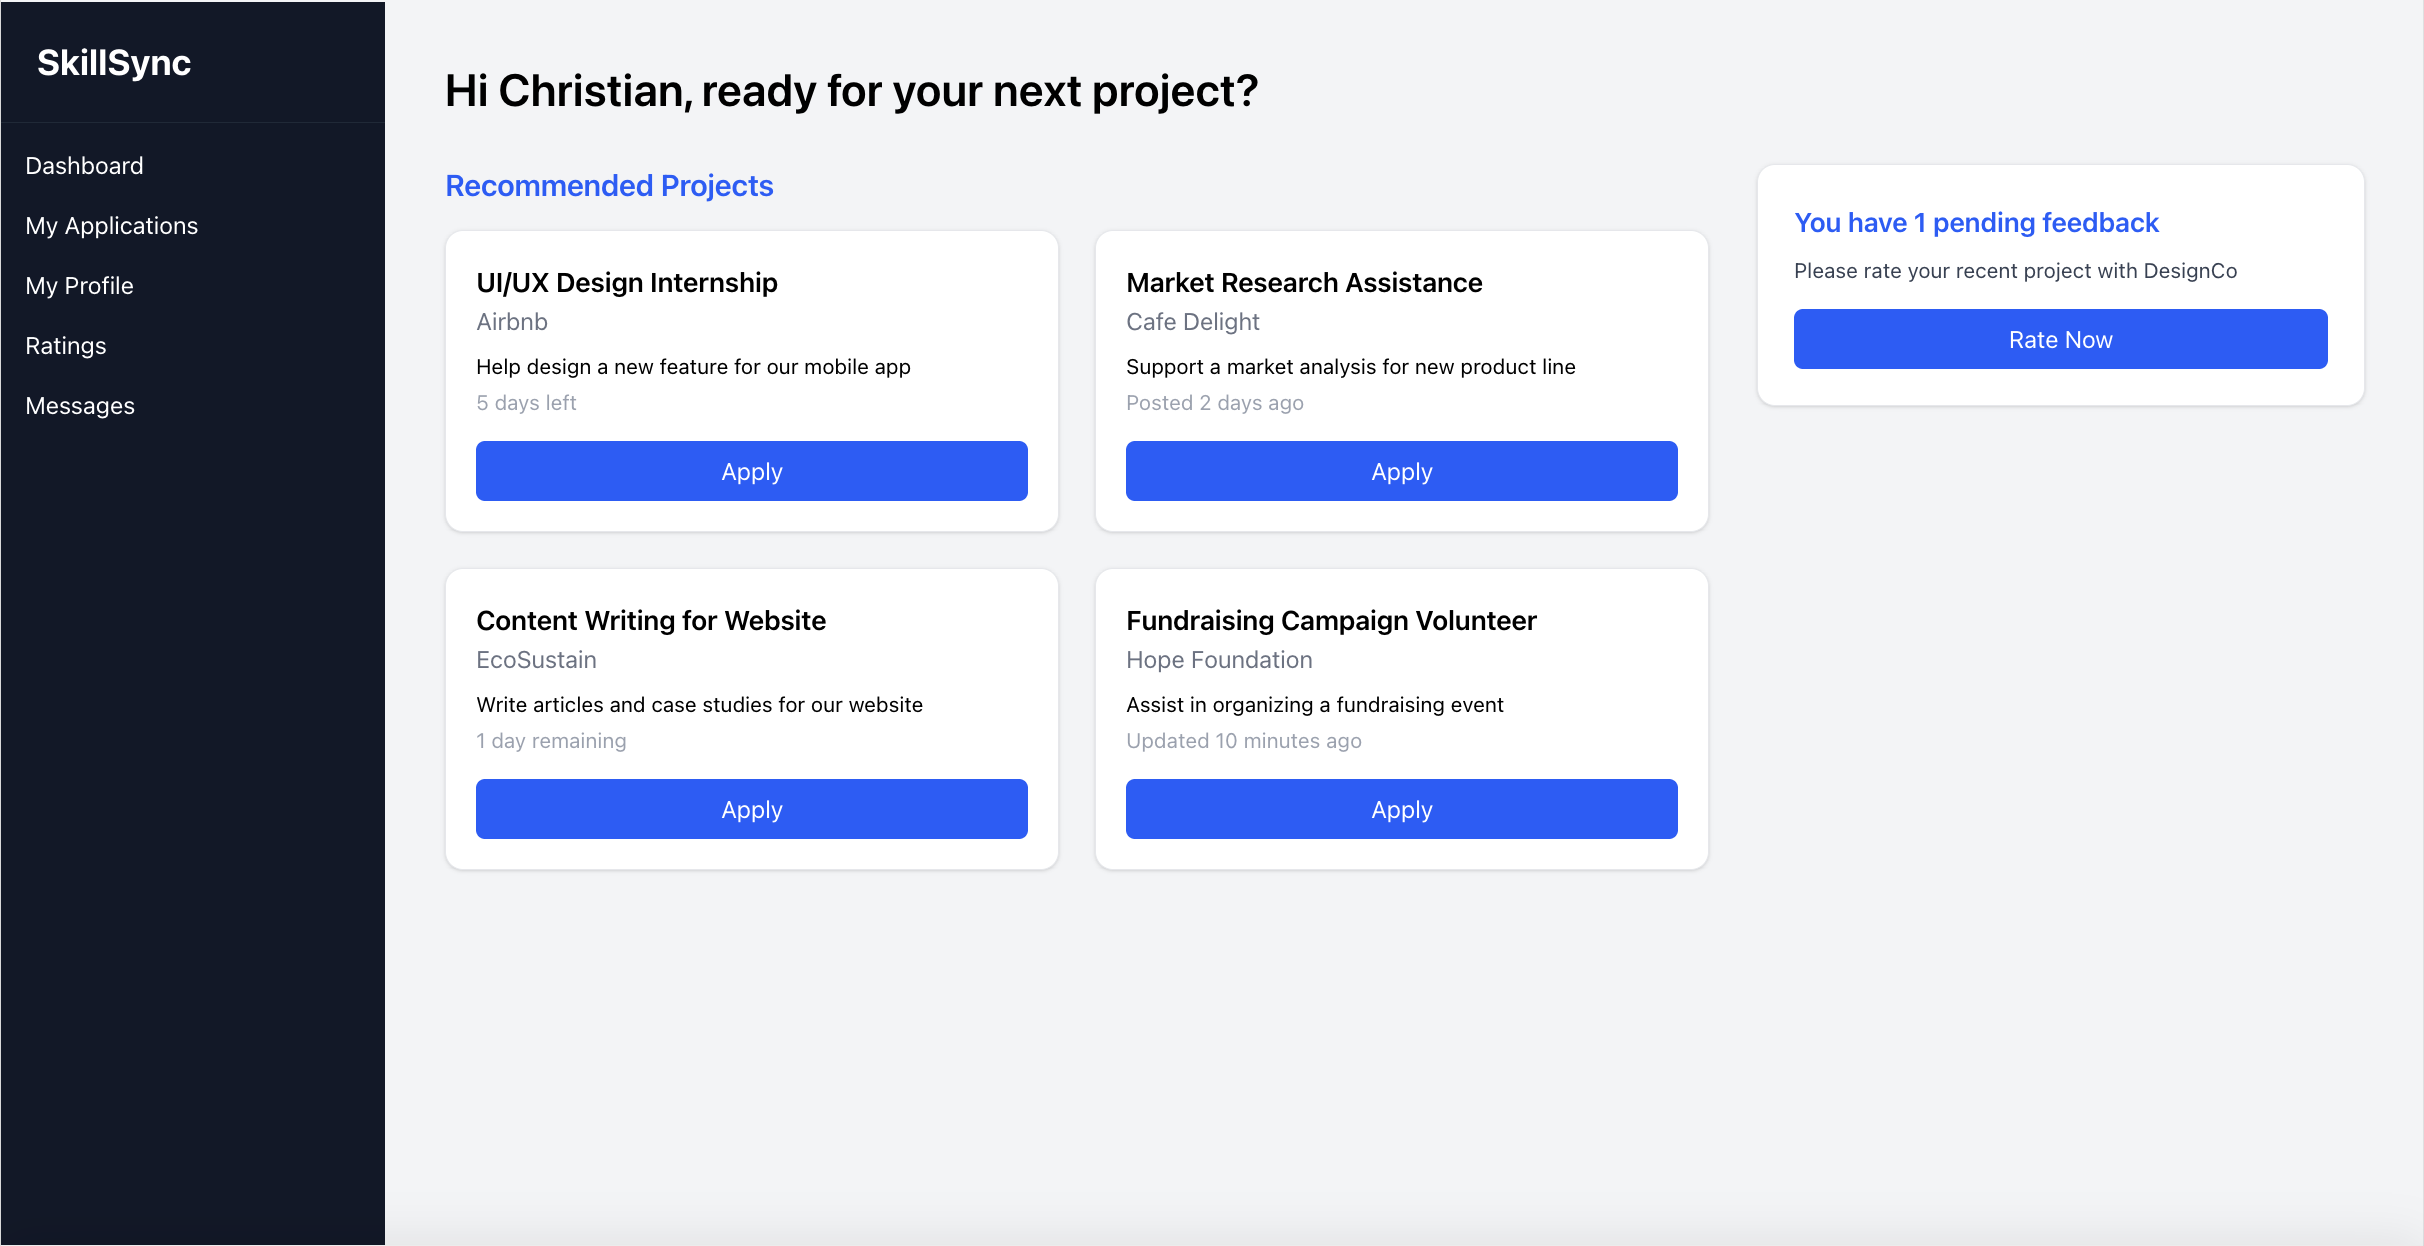 SkillSync
Dashboard
My Applications
My Profile
Ratings
Messages
Hi Christian, ready for your next project?
Recommended Projects
UI/UX Design Internship
Airbnb
Help design a new feature for our mobile app
5 days left
Apply
Market Research Assistance
Cafe Delight
Support a market analysis for new product line
Posted 2 days ago
Apply
Content Writing for Website
EcoSustain
Write articles and case studies for our website
1 day remaining
Apply
Fundraising Campaign Volunteer
Hope Foundation
Assist in organizing a fundraising event
Updated 10 minutes ago
Apply
You have 1 pending feedback
Please rate your recent project with DesignCo
Rate Now